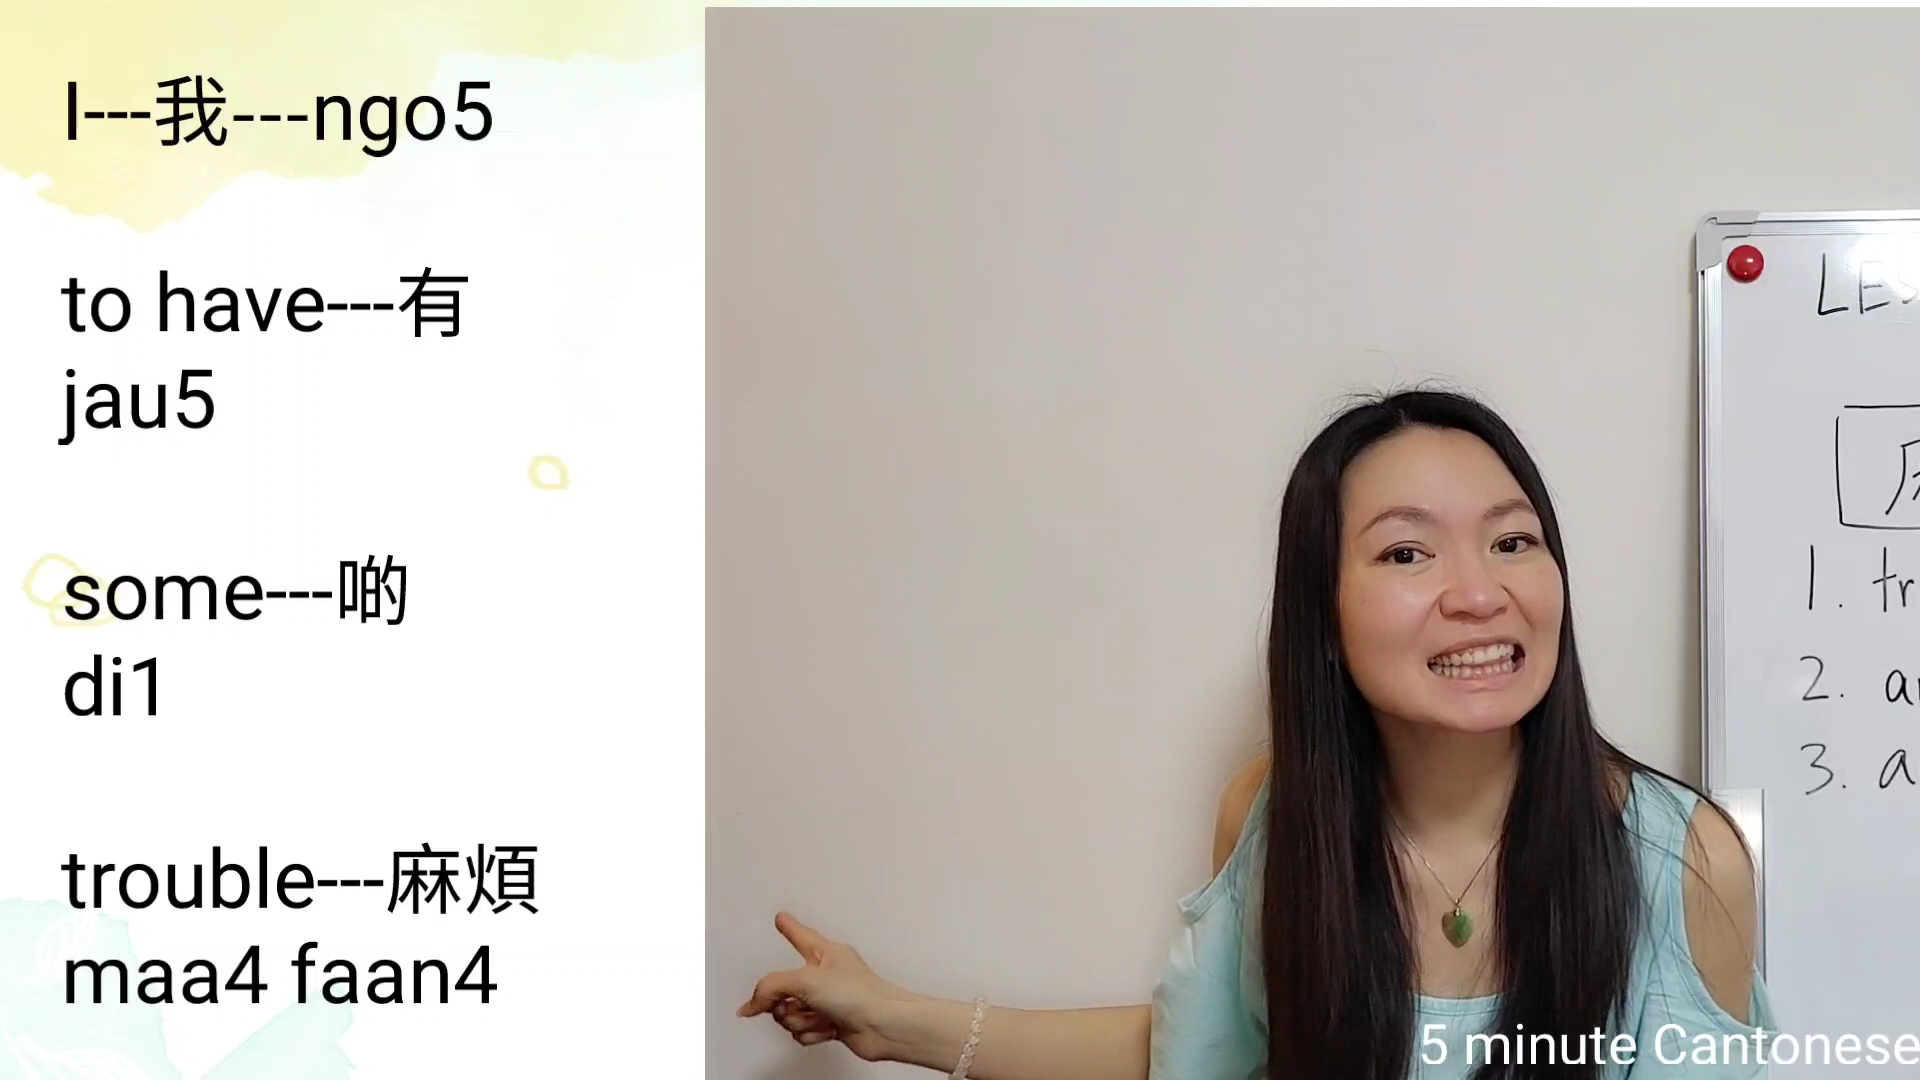 I---我---ngo5
to have---有
jau5
some---啲
di1
trouble---麻煩
maa4 faan4
1.
2.
3.
5 minute Cantonese